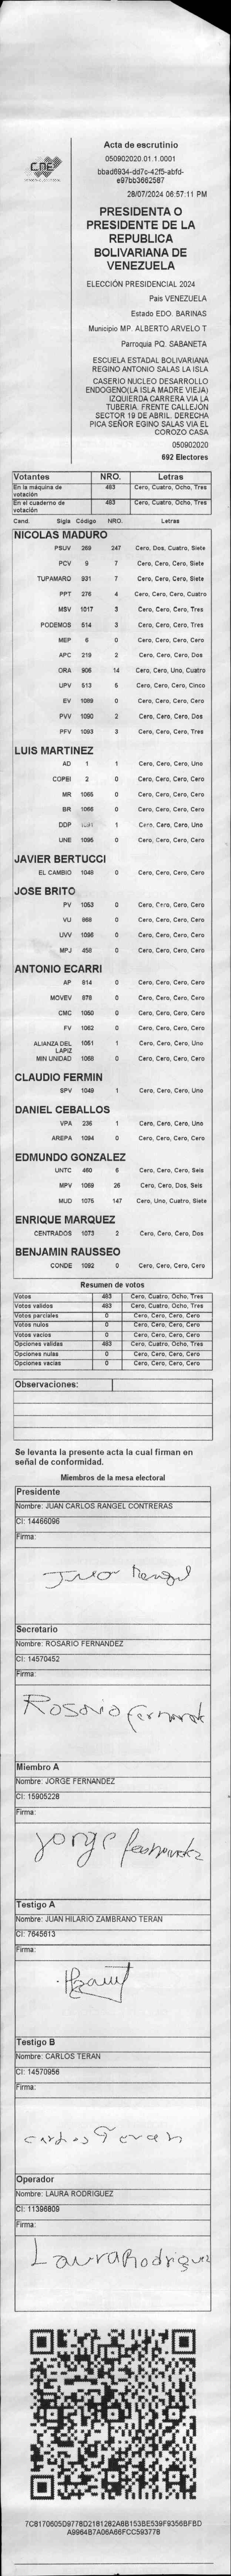 CNE
Acta de escrutinio
050902020.01.1.0001
bbad6934-dd7c-42f5-abfd-
e97bb3662567
28/07/2024 06:57:11 PM
PRESIDENTA O
PRESIDENTE DE LA
REPUBLICA
BOLIVARIANA DE
VENEZUELA
ELECCIÓN PRESIDENCIAL 2024
Pais VENEZUELA
Estado EDO. BARINAS
Municipio MP. ALBERTO ARVELO T
Parroquia PQ. SABANETA
ESCUELA ESTADAL BOLIVARIANA
REGINO ANTONIO SALAS LA ISLA
CASERIO NUCLEO DESARROLLO
ENDOGENO(LA ISLA MADRE VIEJA)
IZQUIERDA CARRERA VIA LA
TUBERIA. FRENTE CALLEJÓN
SECTOR 19 DE ABRIL. DERECHA
PICA SEÑOR EGINO SALAS VIA EL
COROZO CASA
050902020
692 Electores
Votantes NRO. Letras
En la máquina de votación 483 Cero, Cuatro, Ocho, Tres
En el cuaderno de votación 483 Cero, Cuatro, Ocho, Tres
Cand. Sigla Código NRO. Letras
NICOLAS MADURO
PSUV 269 247 Cero, Dos, Cuatro, Siete
PCV 9 7 Cero, Cero, Cero, Siete
TUPAMARO 931 7 Cero, Cero, Cero, Siete
PPT 276 4 Cero, Cero, Cero, Cuatro
MSV 1017 3 Cero, Cero, Cero, Tres
PODEMOS 514 3 Cero, Cero, Cero, Tres
MEP 6 0 Cero, Cero, Cero, Cero
APC 219 2 Cero, Cero, Cero, Dos
ORA 906 14 Cero, Cero, Uno, Cuatro
UPV 513 5 Cero, Cero, Cero, Cinco
EV 1089 0 Cero, Cero, Cero, Cero
PVV 1090 2 Cero, Cero, Cero, Dos
PFV 1093 3 Cero, Cero, Cero, Tres
LUIS MARTINEZ
AD 1 1 Cero, Cero, Cero, Uno
COPEI 2 0 Cero, Cero, Cero, Cero
MR 1065 0 Cero, Cero, Cero, Cero
BR 1066 0 Cero, Cero, Cero, Cero
DDP 1091 1 Cero, Cero, Cero, Uno
UNE 1095 0 Cero, Cero, Cero, Cero
JAVIER BERTUCCI
EL CAMBIO 1048 0 Cero, Cero, Cero, Cero
JOSE BRITO
PV 1053 0 Cero, Cero, Cero, Cero
VU 868 0 Cero, Cero, Cero, Cero
UVV 1096 0 Cero, Cero, Cero, Cero
MPJ 458 0 Cero, Cero, Cero, Cero
ANTONIO ECARRI
AP 814 0 Cero, Cero, Cero, Cero
MOVEV 878 0 Cero, Cero, Cero, Cero
CMC 1050 0 Cero, Cero, Cero, Cero
FV 1062 0 Cero, Cero, Cero, Cero
ALIANZA DEL LAPIZ 1051 1 Cero, Cero, Cero, Uno
MIN UNIDAD 1068 0 Cero, Cero, Cero, Cero
CLAUDIO FERMIN
SPV 1049 1 Cero, Cero, Cero, Uno
DANIEL CEBALLOS
VPA 236 1 Cero, Cero, Cero, Uno
AREPA 1094 0 Cero, Cero, Cero, Cero
EDMUNDO GONZALEZ
UNTC 460 6 Cero, Cero, Cero, Seis
MPV 1069 26 Cero, Cero, Dos, Seis
MUD 1075 147 Cero, Uno, Cuatro, Siete
ENRIQUE MARQUEZ
CENTRADOS 1073 2 Cero, Cero, Cero, Dos
BENJAMIN RAUSSEO
CONDE 1092 0 Cero, Cero, Cero, Cero
Resumen de votos
Votos 483 Cero, Cuatro, Ocho, Tres
Votos validos 483 Cero, Cuatro, Ocho, Tres
Votos parciales 0 Cero, Cero, Cero, Cero
Votos nulos 0 Cero, Cero, Cero, Cero
Votos vacios 0 Cero, Cero, Cero, Cero
Opciones validas 483 Cero, Cuatro, Ocho, Tres
Opciones nulas 0 Cero, Cero, Cero, Cero
Opciones vacias 0 Cero, Cero, Cero, Cero
Observaciones:
Se levanta la presente acta la cual firman en
señal de conformidad.
Miembros de la mesa electoral
Presidente
Nombre: JUAN CARLOS RANGEL CONTRERAS
CI: 14466096
Firma:
Juan Rangel
Secretario
Nombre: ROSARIO FERNANDEZ
CI: 14570452
Firma:
Rosario Fernande
Miembro A
Nombre: JORGE FERNANDEZ
CI: 15905228
Firma:
Jorge fernandez
Testigo A
Nombre: JUAN HILARIO ZAMBRANO TERAN
CI: 7645613
Firma:
Testigo B
Nombre: CARLOS TERAN
CI: 14570956
Firma:
carlos Teran
Operador
Nombre: LAURA RODRIGUEZ
CI: 11396809
Firma:
Laura Rodriguez
7C8170605D9778D2181282A8B153BE539F9356BFBD
A9964B7A06A66FCC593778